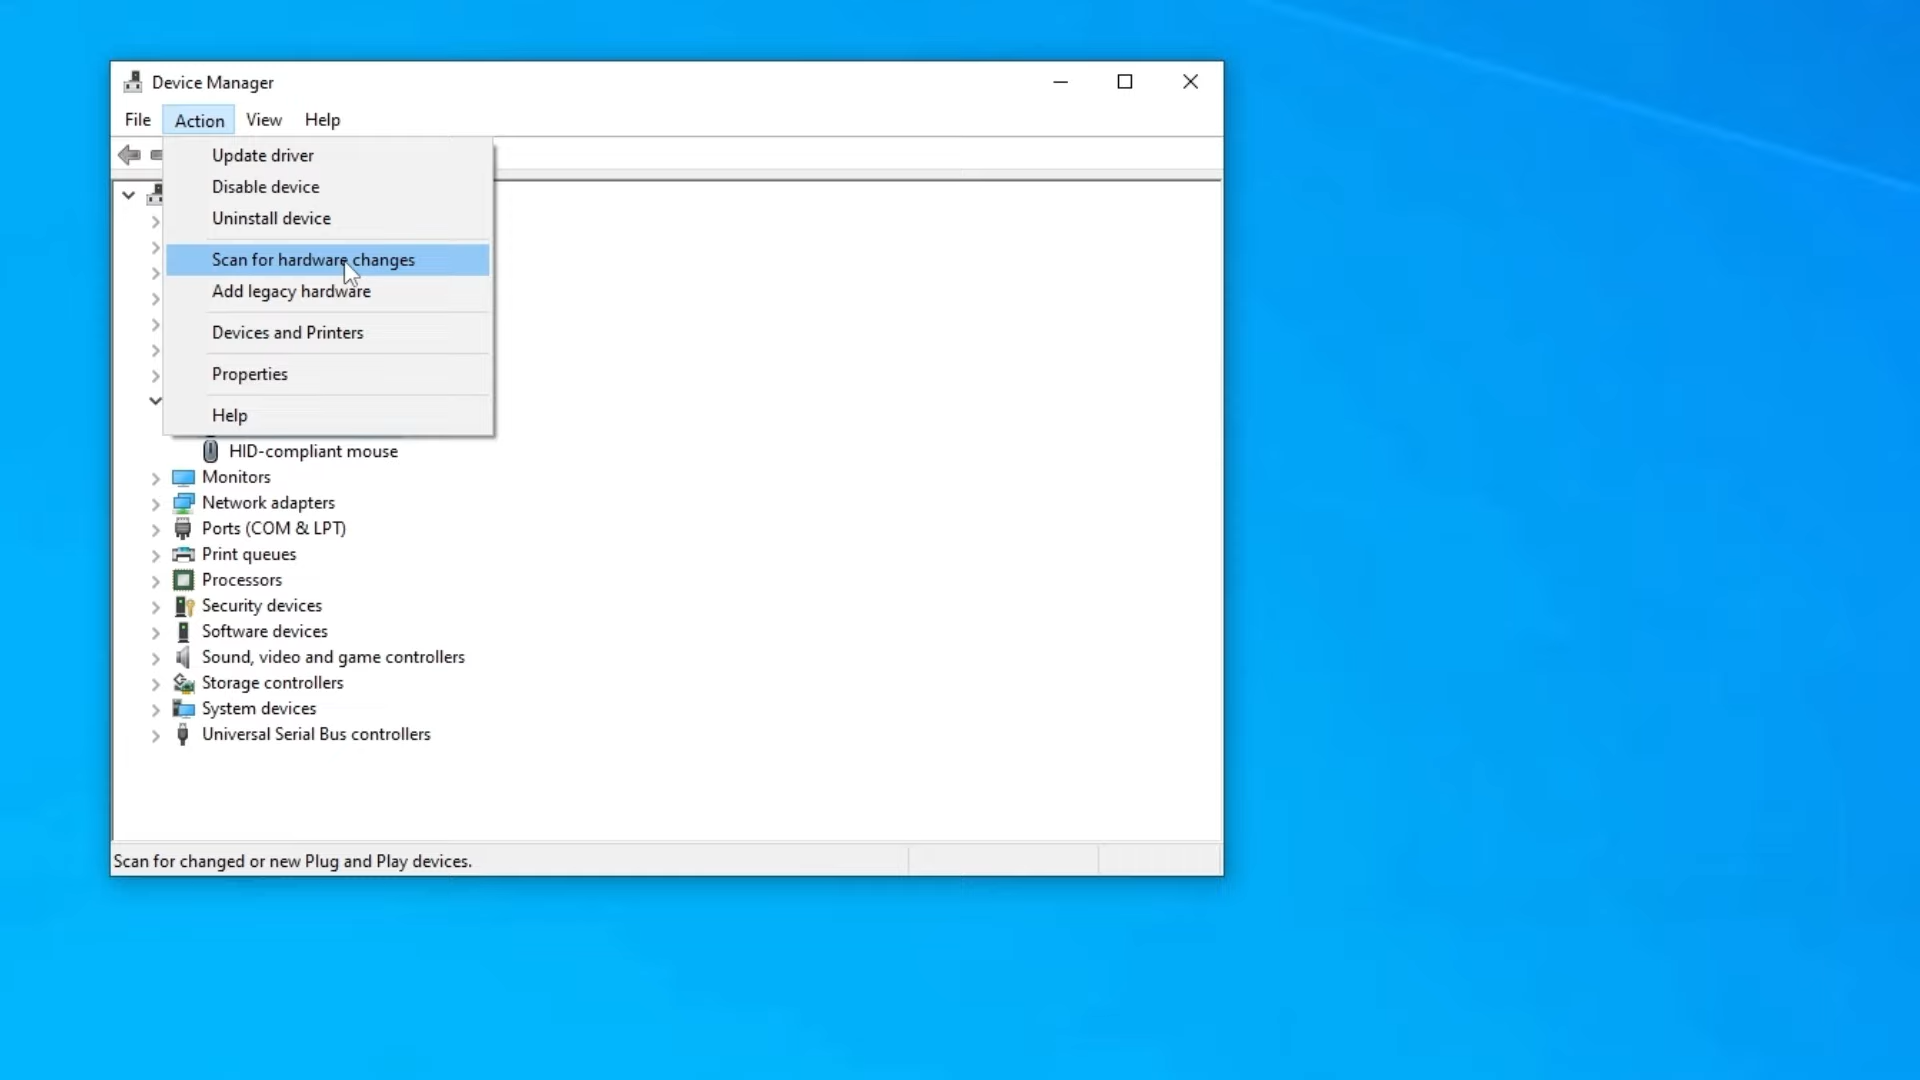 Device Manager
File Action View Help
Update driver
Disable device
Uninstall device
Scan for hardware changes
Add legacy hardware
Devices and Printers
Properties
Help
HID-compliant mouse
Monitors
Network adapters
Ports (COM & LPT)
Print queues
Processors
Security devices
Software devices
Sound, video and game controllers
Storage controllers
System devices
Universal Serial Bus controllers
Scan for changed or new Plug and Play devices.